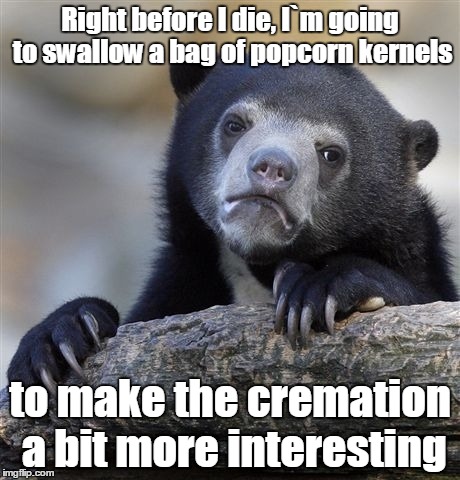 Right before I die, I`m going
to swallow a bag of popcorn kernels
to make the cremation
a bit more interesting
imgflip.com